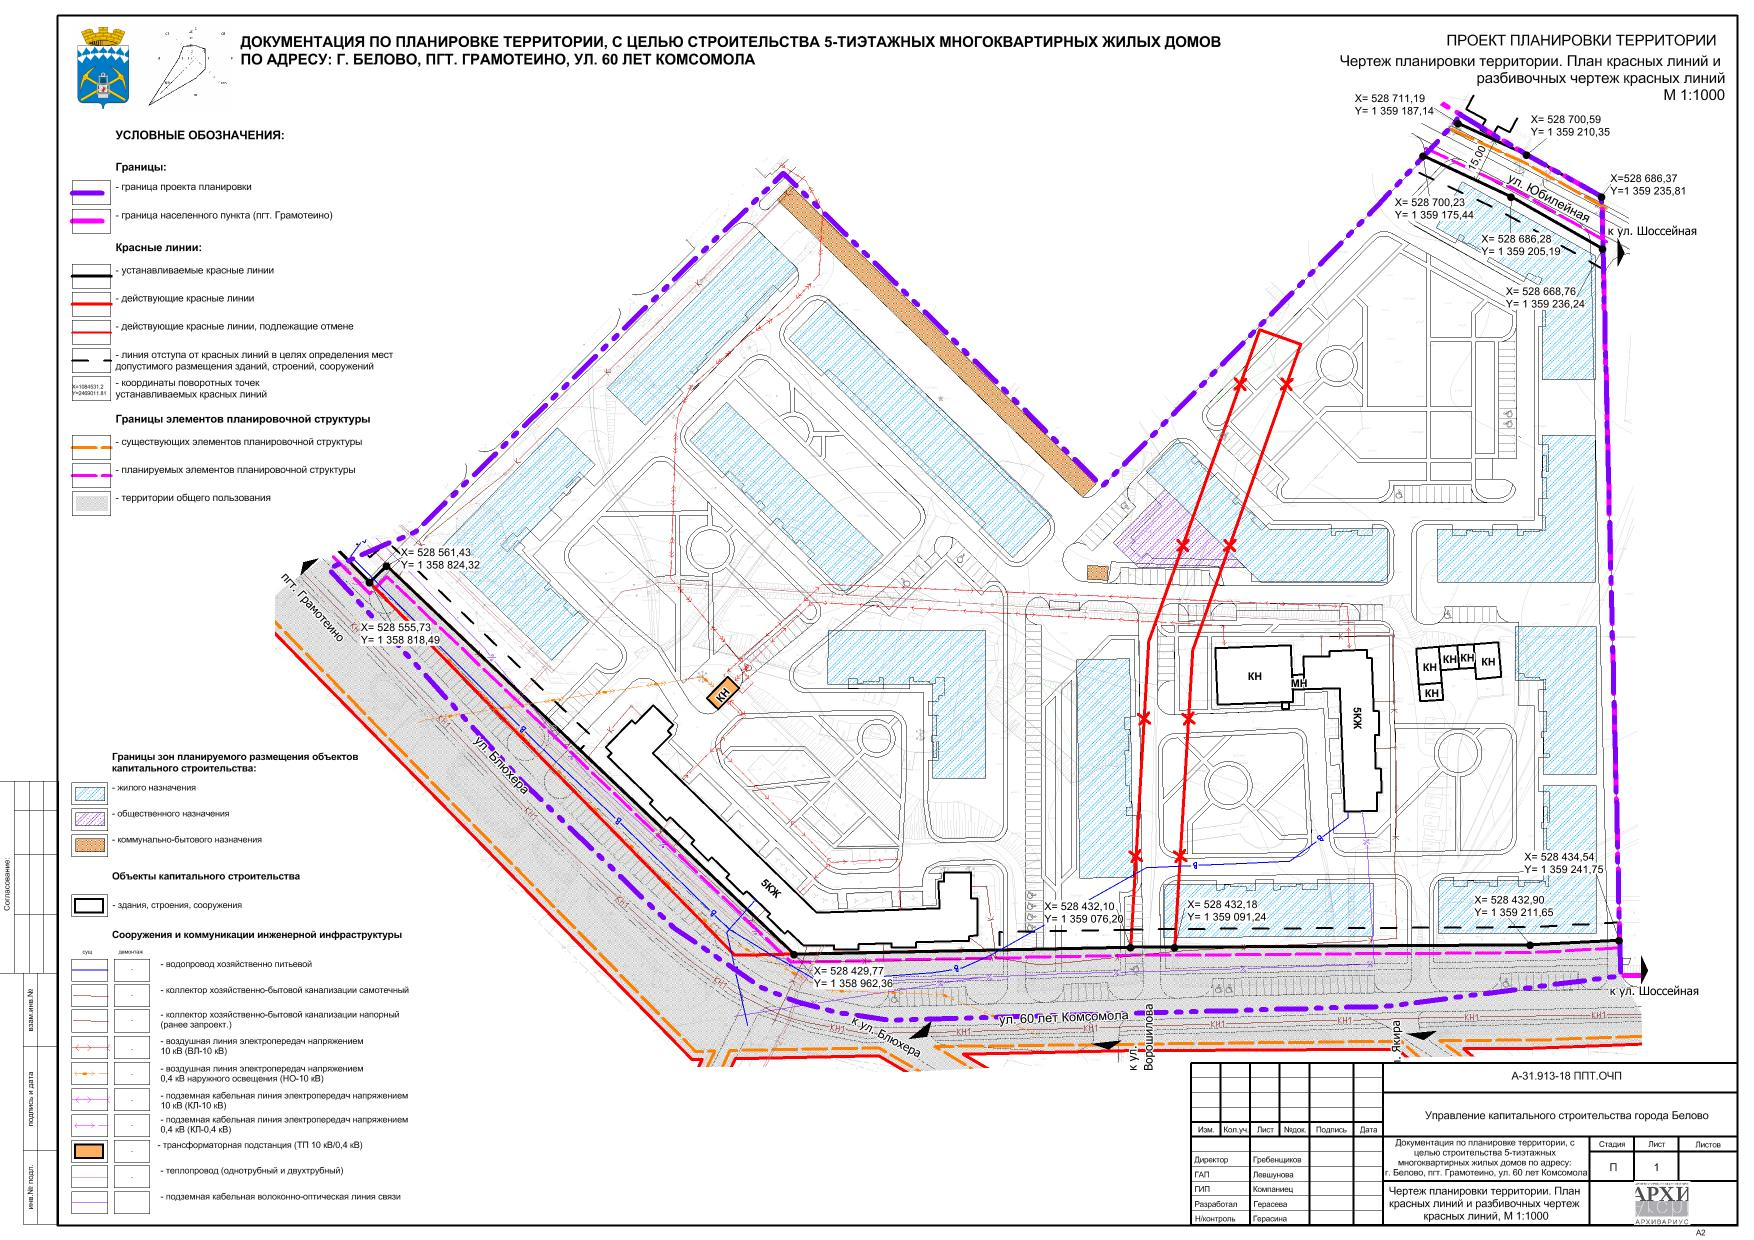 ДОКУМЕНТАЦИЯ ПО ПЛАНИРОВКЕ ТЕРРИТОРИИ, С ЦЕЛЬЮ СТРОИТЕЛЬСТВА 5-ТИЭТАЖНЫХ МНОГОКВАРТИРНЫХ ЖИЛЫХ ДОМОВ
ПО АДРЕСУ: Г. БЕЛОВО, ПГТ. ГРАМОТЕИНО, УЛ. 60 ЛЕТ КОМСОМОЛА
ПРОЕКТ ПЛАНИРОВКИ ТЕРРИТОРИИ
Чертеж планировки территории. План красных линий и
разбивочных чертеж красных линий
М 1:1000
УСЛОВНЫЕ ОБОЗНАЧЕНИЯ:
Границы:
- граница проекта планировки
- граница населенного пункта (пгт. Грамотеино)
Красные линии:
- устанавливаемые красные линии
- действующие красные линии
- действующие красные линии, подлежащие отмене
- линия отступа от красных линий в целях определения мест
допустимого размещения зданий, строений, сооружений
X=1084531.2
Y=2469011.81
- координаты поворотных точек
устанавливаемых красных линий
Границы элементов планировочной структуры
- существующих элементов планировочной структуры
- планируемых элементов планировочной структуры
- территории общего пользования
Границы зон планируемого размещения объектов
капитального строительства:
- жилого назначения
- общественного назначения
- коммунально-бытового назначения
Объекты капитального строительства
- здания, строения, сооружения
Сооружения и коммуникации инженерной инфраструктуры
сущ демонтаж
- водопровод хозяйственно питьевой
- коллектор хозяйственно-бытовой канализации самотечный
- коллектор хозяйственно-бытовой канализации напорный
(ранее запроект.)
- воздушная линия электропередач напряжением
10 кВ (ВЛ-10 кВ)
- воздушная линия электропередач напряжением
0,4 кВ наружного освещения (НО-10 кВ)
- подземная кабельная линия электропередач напряжением
10 кВ (КЛ-10 кВ)
- подземная кабельная линия электропередач напряжением
0,4 кВ (КЛ-0,4 кВ)
- трансформаторная подстанция (ТП 10 кВ/0,4 кВ)
- теплопровод (однотрубный и двухтрубный)
- подземная кабельная волоконно-оптическая линия связи
X= 528 711,19
Y= 1 359 187,14
X= 528 700,59
Y= 1 359 210,35
15,00
X=528 686,37
Y=1 359 235,81
ул. Юбилейная
X= 528 700,23
Y= 1 359 175,44
к ул. Шоссейная
X= 528 686,28
Y= 1 359 205,19
X= 528 668,76
Y= 1 359 236,24
X= 528 561,43
Y= 1 358 824,32
пгт. Грамотеино
X= 528 555,73
Y= 1 358 818,49
КН
КН
МН
5КЖ
КН
КН
КН
КН
КН
ул. Блюхера
5КЖ
В
В
В
В
В
В
КН1
КН1
КН1
X= 528 434,54
Y= 1 359 241,75
X= 528 432,10
Y= 1 359 076,20
X= 528 432,18
Y= 1 359 091,24
X= 528 432,90
Y= 1 359 211,65
X= 528 429,77
Y= 1 358 962,36
к ул. Шоссейная
ул. 60 лет Комсомола
к ул. Блюхера
КН1
КН1
КН1
КН1
КН1
к ул.
Ворошилова
Якира
Согласование:
взам.инв.№
подпись и дата
инв.№ подл.
А-31.913-18 ППТ.ОЧП
Управление капитального строительства города Белово
Изм. Кол.уч. Лист №док. Подпись Дата
Документация по планировке территории, с
целью строительства 5-тиэтажных
многоквартирных жилых домов по адресу:
г. Белово, пгт. Грамотеино, ул. 60 лет Комсомола
Стадия Лист Листов
П 1
Директор Гребенщиков
ГАП Левшунова
ГИП Компаниец
Разработал Герасева
Н/контроль Герасина
Чертеж планировки территории. План
красных линий и разбивочных чертеж
красных линий, М 1:1000
АРХИ
АРХИВАРИУС
А2